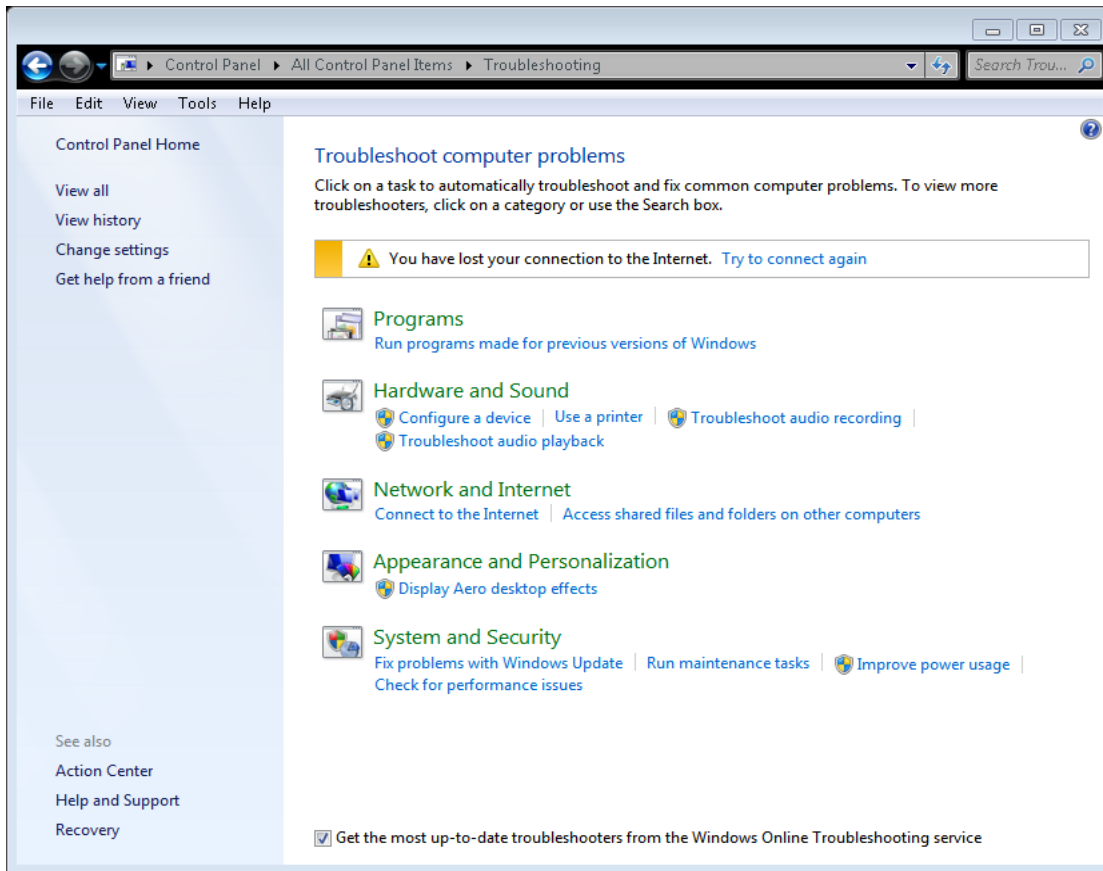 Control Panel ▸ All Control Panel Items ▸ Troubleshooting
Search Trou...
File Edit View Tools Help
Control Panel Home
View all
View history
Change settings
Get help from a friend
See also
Action Center
Help and Support
Recovery
Troubleshoot computer problems
Click on a task to automatically troubleshoot and fix common computer problems. To view more
troubleshooters, click on a category or use the Search box.
You have lost your connection to the Internet. Try to connect again
Programs
Run programs made for previous versions of Windows
Hardware and Sound
Configure a device | Use a printer | Troubleshoot audio recording |
Troubleshoot audio playback
Network and Internet
Connect to the Internet | Access shared files and folders on other computers
Appearance and Personalization
Display Aero desktop effects
System and Security
Fix problems with Windows Update | Run maintenance tasks | Improve power usage |
Check for performance issues
Get the most up-to-date troubleshooters from the Windows Online Troubleshooting service